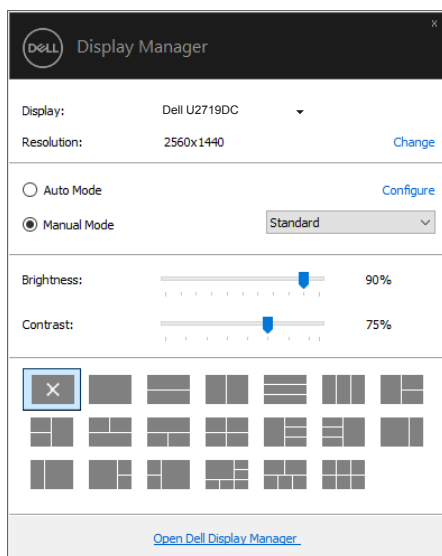 x
DELL Display Manager
Display: Dell U2719DC
Resolution: 2560x1440 Change
Auto Mode Configure
Manual Mode Standard
Brightness: 90%
Contrast: 75%
Open Dell Display Manager